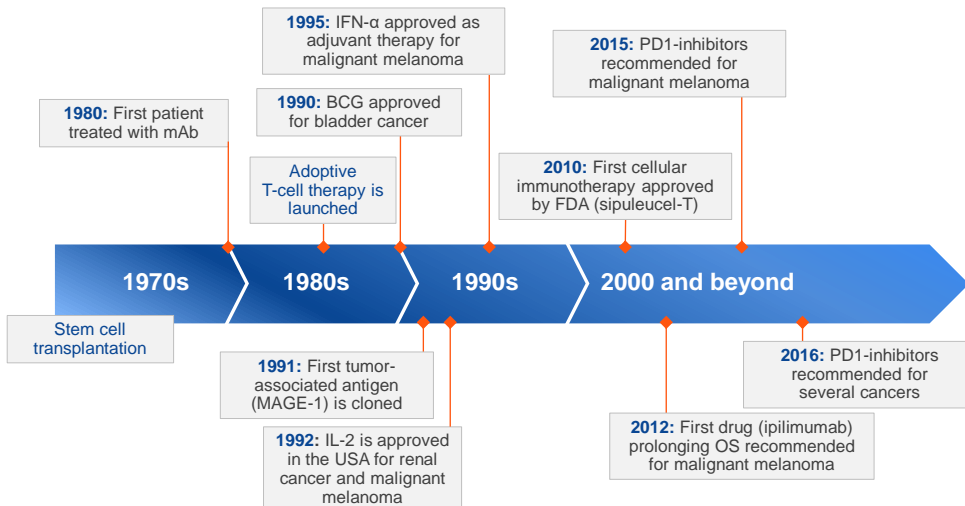 1995: IFN-α approved as
adjuvant therapy for
malignant melanoma
2015: PD1-inhibitors
recommended for
malignant melanoma
1990: BCG approved
for bladder cancer
1980: First patient
treated with mAb
Adoptive
T-cell therapy is
launched
2010: First cellular
immunotherapy approved
by FDA (sipuleucel-T)
1970s
1980s
1990s
2000 and beyond
Stem cell
transplantation
1991: First tumor-
associated antigen
(MAGE-1) is cloned
2016: PD1-inhibitors
recommended for
several cancers
1992: IL-2 is approved
in the USA for renal
cancer and malignant
melanoma
2012: First drug (ipilimumab)
prolonging OS recommended
for malignant melanoma